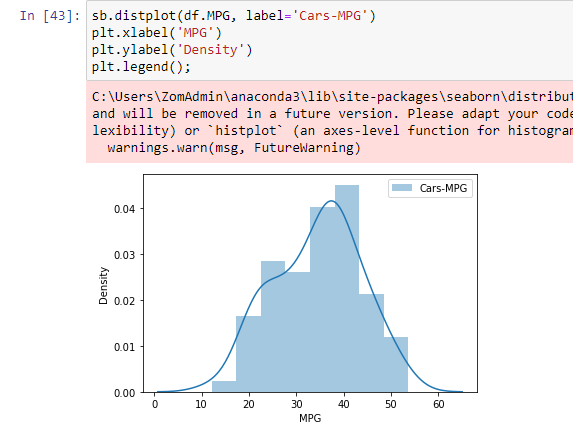 In [43]: sb.distplot(df.MPG, label='Cars-MPG')
plt.xlabel('MPG')
plt.ylabel('Density')
plt.legend();
C:\Users\ZomAdmin\anaconda3\lib\site-packages\seaborn\distribut
and will be removed in a future version. Please adapt your code
lexibility) or `histplot` (an axes-level function for histogram
warnings.warn(msg, FutureWarning)
Cars-MPG
0.04
0.03
0.02
0.01
0.00
Density
0 10 20 30 40 50 60
MPG